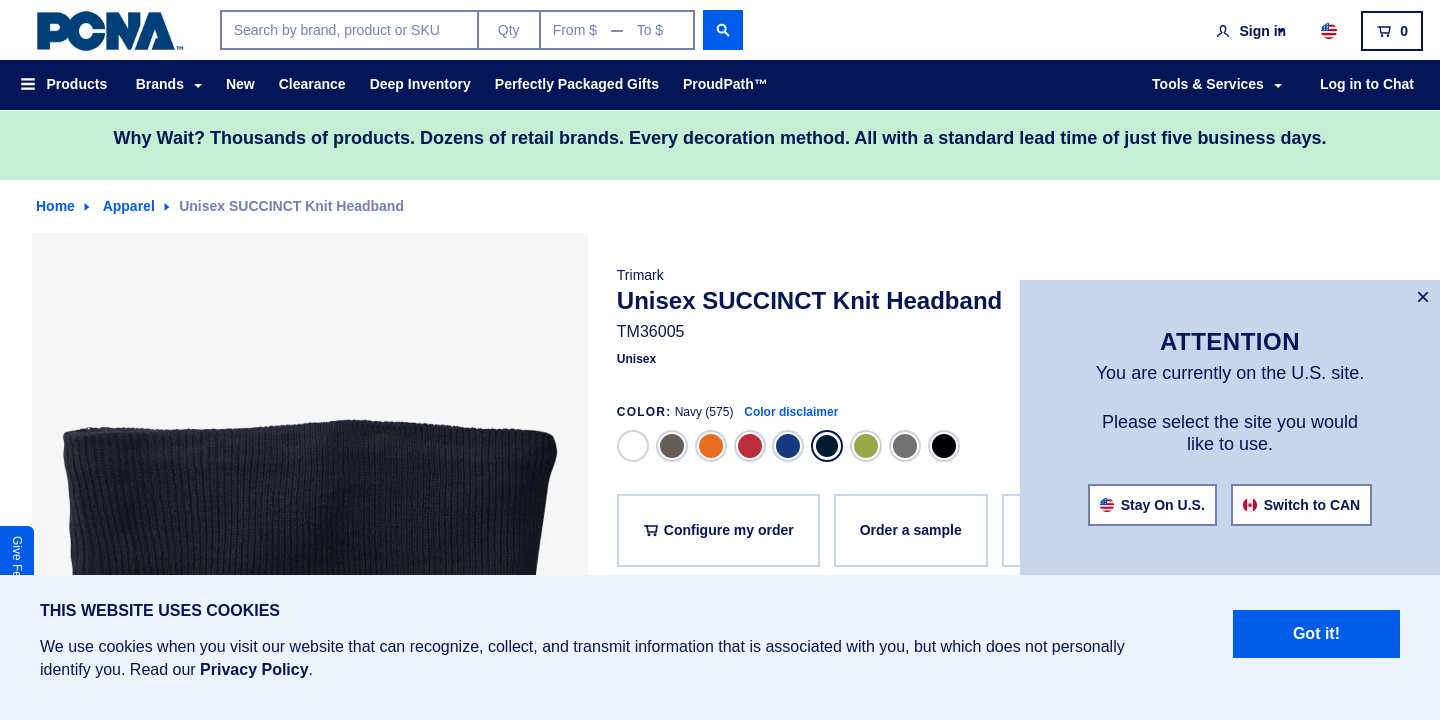 PCNA™
Search by brand, product or SKU
Qty
From $ — To $
Sign in
0
Products
Brands
New
Clearance
Deep Inventory
Perfectly Packaged Gifts
ProudPath™
Tools & Services
Log in to Chat
Why Wait? Thousands of products. Dozens of retail brands. Every decoration method. All with a standard lead time of just five business days.
Home
Apparel
Unisex SUCCINCT Knit Headband
Trimark
Unisex SUCCINCT Knit Headband
TM36005
Unisex
COLOR: Navy (575) Color disclaimer
Configure my order
Order a sample
×
ATTENTION
You are currently on the U.S. site.
Please select the site you would
like to use.
Stay On U.S.
Switch to CAN
Give
THIS WEBSITE USES COOKIES
We use cookies when you visit our website that can recognize, collect, and transmit information that is associated with you, but which does not personally
identify you. Read our Privacy Policy.
Got it!